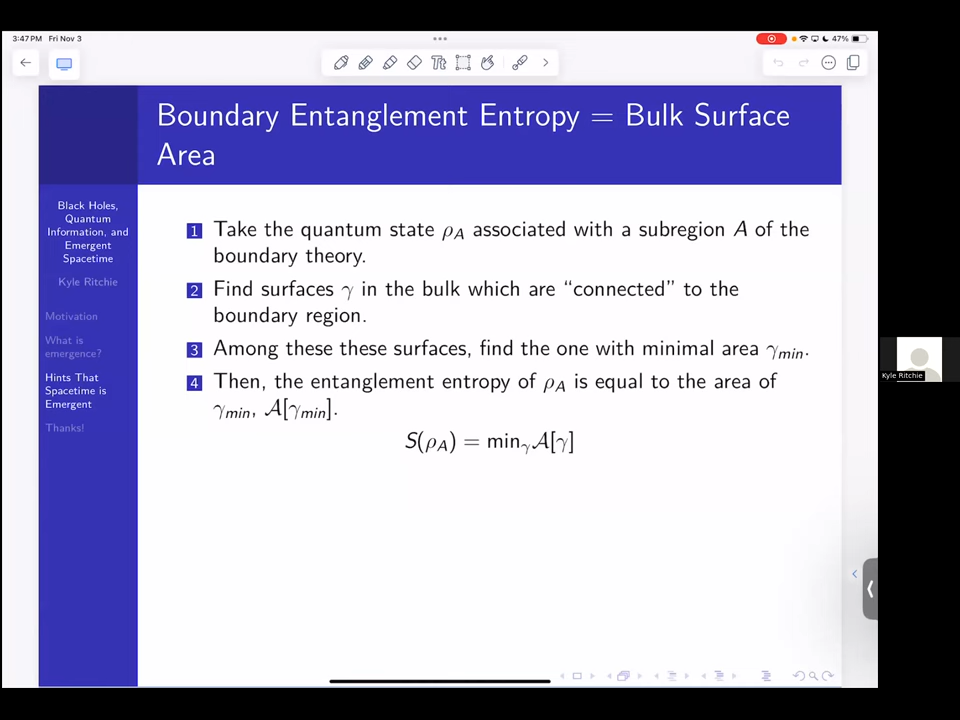 3:47 PM Fri Nov 3
47%
Boundary Entanglement Entropy = Bulk Surface
Area
Black Holes,
Quantum
Information, and
Emergent
Spacetime
Kyle Ritchie
Motivation
What is
emergence?
Hints That
Spacetime is
Emergent
Thanks!
1 Take the quantum state ρ_A associated with a subregion A of the
boundary theory.
2 Find surfaces γ in the bulk which are “connected” to the
boundary region.
3 Among these these surfaces, find the one with minimal area γ_min.
4 Then, the entanglement entropy of ρ_A is equal to the area of
γ_min, 𝒜[γ_min].
S(ρ_A) = min_γ 𝒜[γ]
Kyle Ritchie